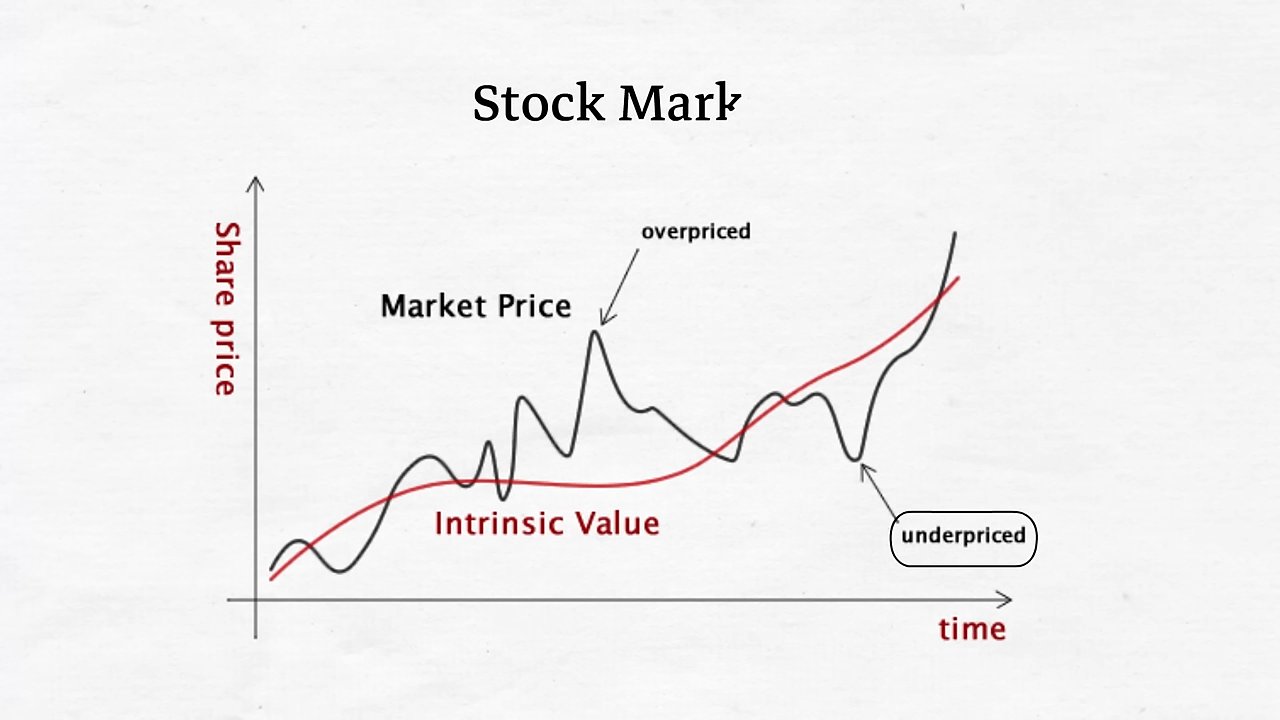 Stock Mark
Share price
overpriced
Market Price
Intrinsic Value
underpriced
time